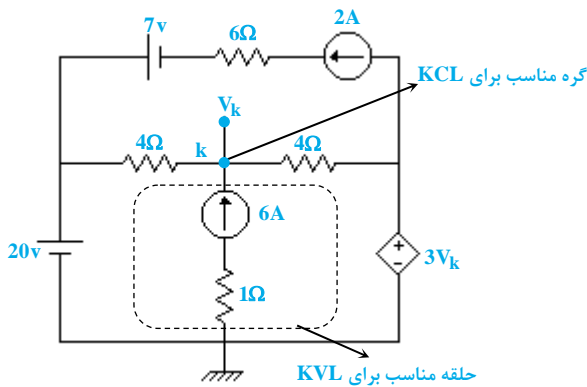 2A
7v
6Ω
گره مناسب برای KCL
Vk
4Ω
k
4Ω
6A
20v
3Vk
+
−
1Ω
حلقه مناسب برای KVL